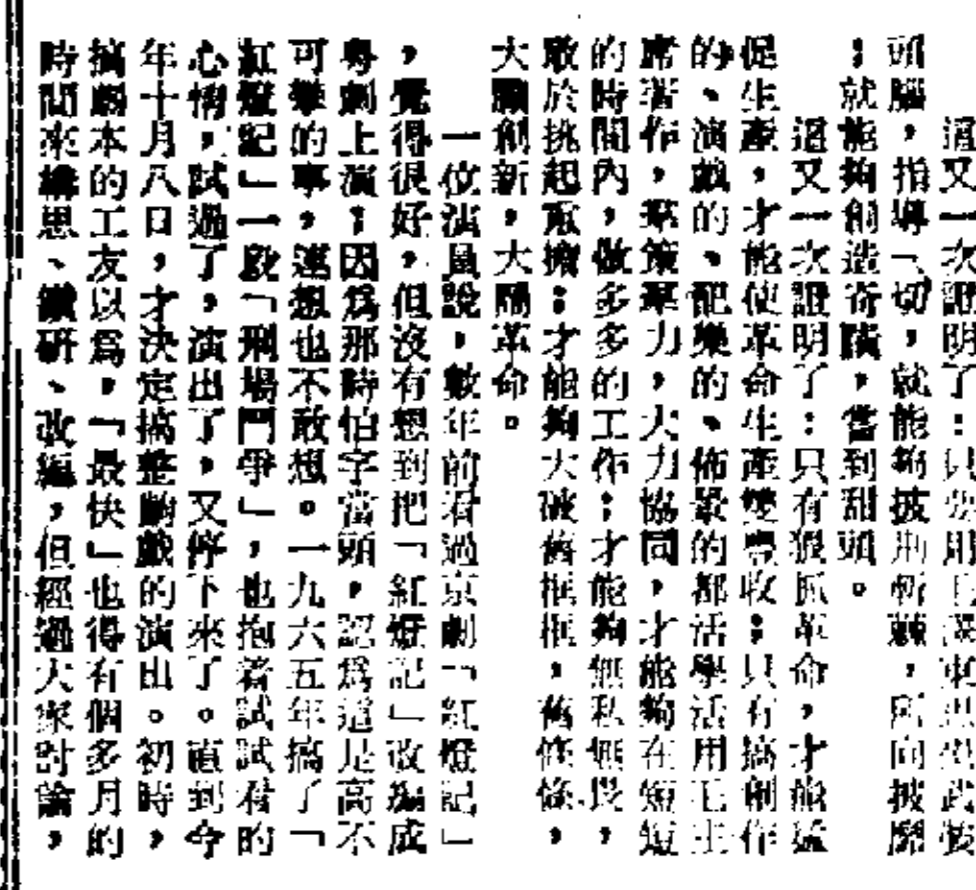 這又一次證明了：只要用毛澤東思想武裝
頭腦，指導一切，就能夠披荊斬棘，所向披靡
；就能夠創造奇蹟，嘗到甜頭。
這又一次證明了：只有狠抓革命，才能猛
促生產，才能使革命生產雙豐收；只有搞創作
的、演戲的、配樂的、佈景的都活學活用毛主
席著作，羣策羣力，大力協同，才能夠在短短
的時間內，做多多的工作；才能夠無私無畏，
敢於挑起重擔；才能夠大破舊框框，舊條條，
大膽創新，大鬧革命。
一位演員說，數年前看過京劇「紅燈記」
，覺得很好，但沒有想到把「紅燈記」改編成
粤劇上演；因爲那時怕字當頭，認爲這是高不
可攀的事，連想也不敢想。一九六五年搞了「
紅燈記」一段「刑場鬥爭」，也抱着試試看的
心情，試過了，演出了，又停下來了。直到今
年十月八日，才決定搞整齣戲的演出。初時，
搞劇本的工友以爲，「最快」也得有個多月的
時間來構思、鑽研、改編，但經過大家討論，